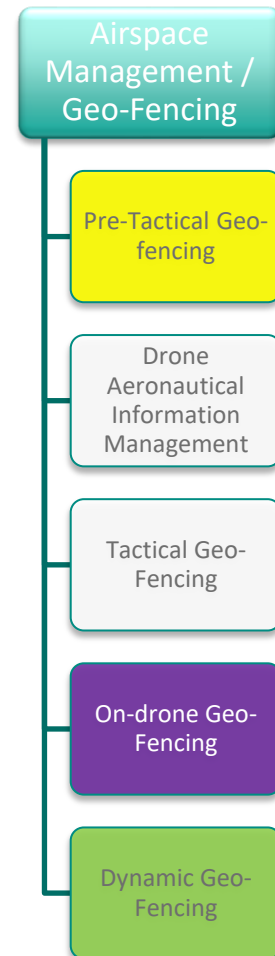 Airspace
Management /
Geo-Fencing
Pre-Tactical Geo-
fencing
Drone
Aeronautical
Information
Management
Tactical Geo-
Fencing
On-drone Geo-
Fencing
Dynamic Geo-
Fencing